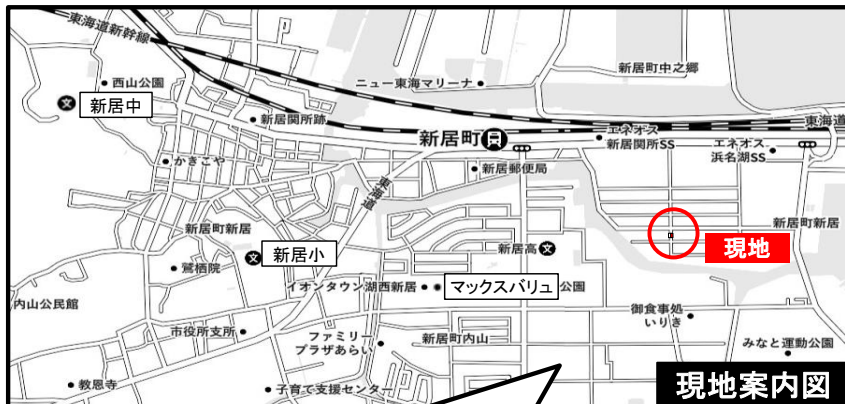 東海道新幹線
西山公園
ニュー東海マリーナ
新居町中之郷
新居中
新居関所跡
新居町
エネオス
新居関所SS
エネオス
浜名湖SS
東海道
かきこや
新居郵便局
東海道
新居町新居
新居町新居
新居小
新居高
現地
鷲栖院
イオンタウン湖西新居
マックスバリュ
公園
内山公民館
市役所支所
ファミリー
プラザあらい
新居町内山
御食事処
いりき
みなと運動公園
教恩寺
子育て支援センター
現地案内図